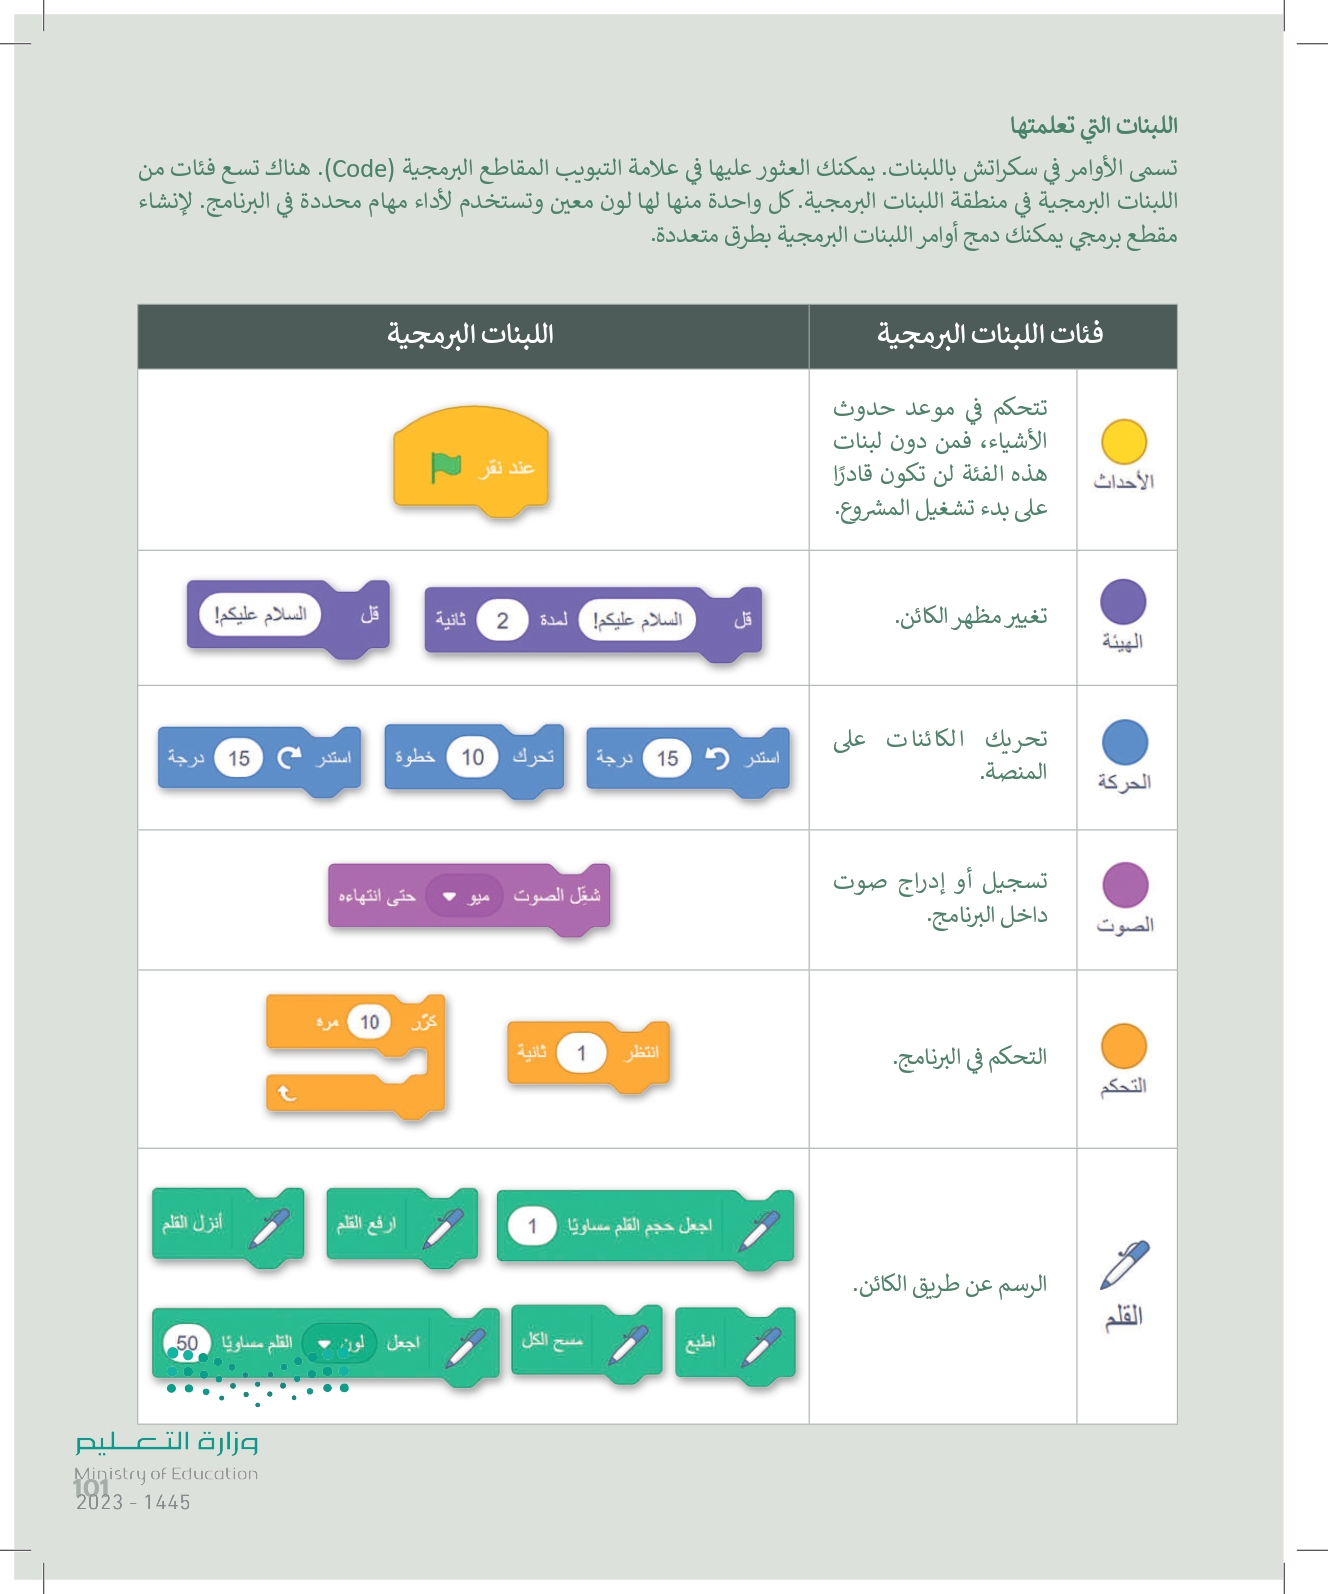 اللبنات التي تعلمتها
تسمى الأوامر في سكراتش باللبنات. يمكنك العثور عليها في علامة التبويب المقاطع البرمجية (Code). هناك تسع فئات من
اللبنات البرمجية في منطقة اللبنات البرمجية. كل واحدة منها لها لون معين وتستخدم لأداء مهام محددة في البرنامج. لإنشاء
مقطع برمجي يمكنك دمج أوامر اللبنات البرمجية بطرق متعددة.
فئات اللبنات البرمجية
اللبنات البرمجية
الأحداث
تتحكم في موعد حدوث
الأشياء، فمن دون لبنات
هذه الفئة لن تكون قادرًا
على بدء تشغيل المشروع.
عند نقر
الهيئة
تغيير مظهر الكائن.
قل السلام عليكم! لمدة 2 ثانية
قل السلام عليكم!
الحركة
تحريك الكائنات على
المنصة.
استدر 15 درجة
تحرك 10 خطوة
استدر 15 درجة
الصوت
تسجيل أو إدراج صوت
داخل البرنامج.
شغّل الصوت ميو حتى انتهاءه
التحكم
التحكم في البرنامج.
انتظر 1 ثانية
كرّر 10 مرة
القلم
الرسم عن طريق الكائن.
اجعل حجم القلم مساويًا 1
ارفع القلم
أنزل القلم
اطبع
مسح الكل
اجعل لون القلم مساويًا 50
وزارة التعليم
Ministry of Education
101
2023 - 1445